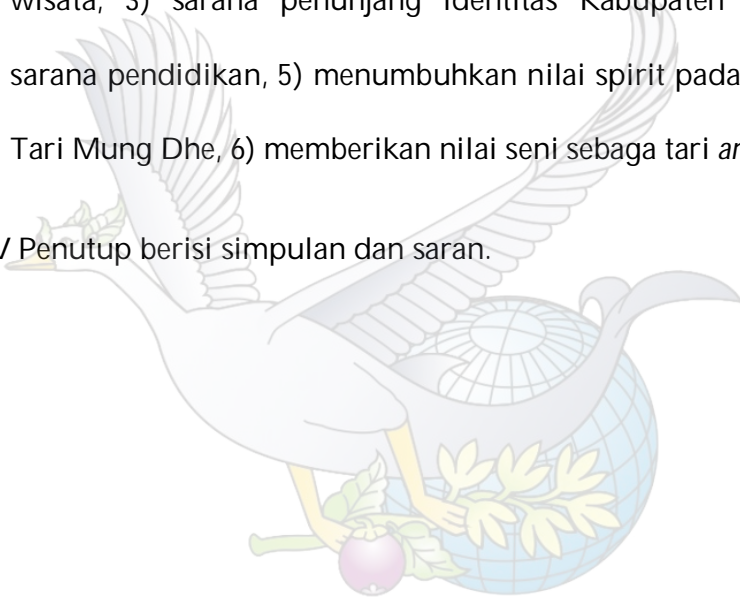 wisata, 3) sarana penunjang Identitas Kabupaten
sarana pendidikan, 5) menumbuhkan nilai spirit pada
Tari Mung Dhe, 6) memberikan nilai seni sebaga tari
Penutup berisi simpulan dan saran.